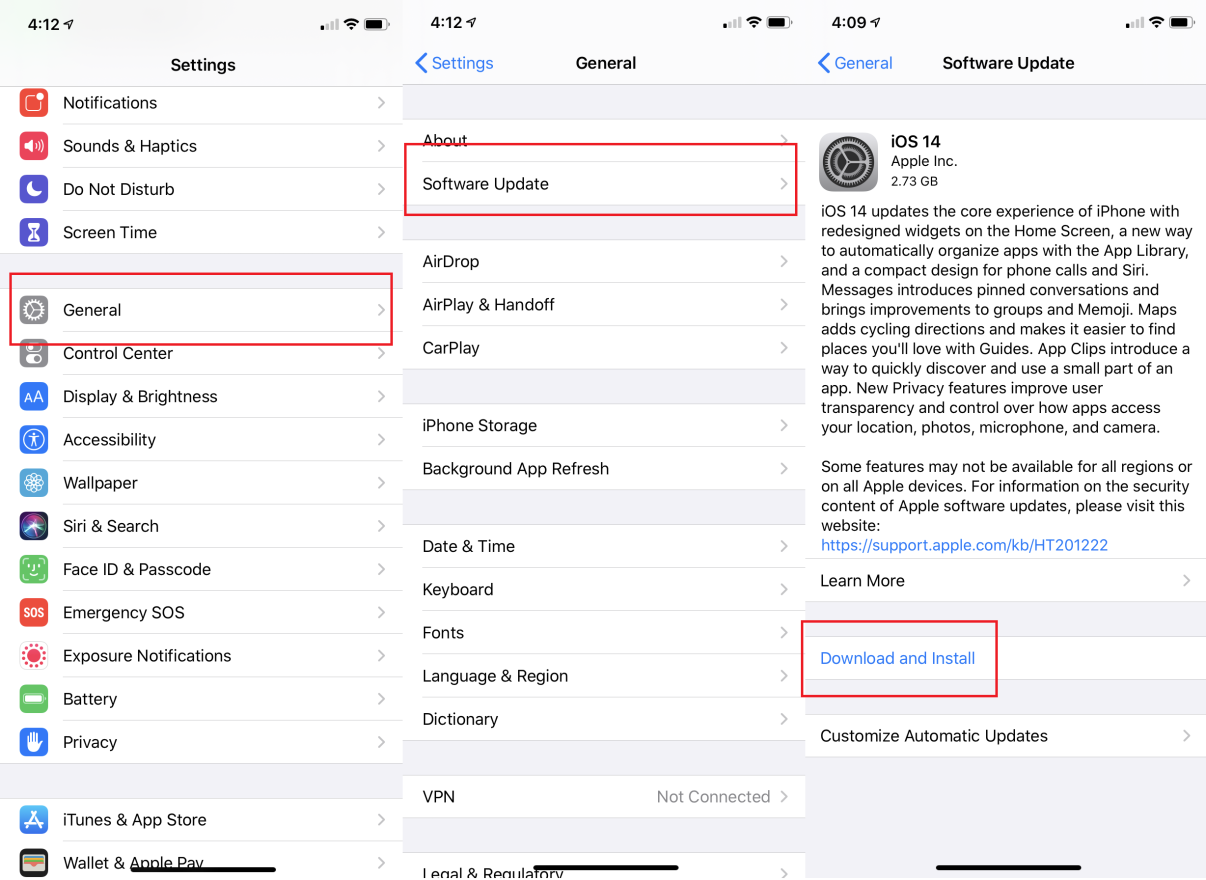 4:12
Settings
Notifications
Sounds & Haptics
Do Not Disturb
Screen Time
General
Control Center
AA
Display & Brightness
Accessibility
Wallpaper
Siri & Search
Face ID & Passcode
SOS
Emergency SOS
Exposure Notifications
Battery
Privacy
iTunes & App Store
Wallet & Apple Pay
4:12
Settings
General
About
Software Update
AirDrop
AirPlay & Handoff
CarPlay
iPhone Storage
Background App Refresh
Date & Time
Keyboard
Fonts
Language & Region
Dictionary
VPN
Not Connected
Legal & Regulatory
4:09
General
Software Update
iOS 14
Apple Inc.
2.73 GB
iOS 14 updates the core experience of iPhone with
redesigned widgets on the Home Screen, a new way
to automatically organize apps with the App Library,
and a compact design for phone calls and Siri.
Messages introduces pinned conversations and
brings improvements to groups and Memoji. Maps
adds cycling directions and makes it easier to find
places you'll love with Guides. App Clips introduce a
way to quickly discover and use a small part of an
app. New Privacy features improve user
transparency and control over how apps access
your location, photos, microphone, and camera.
Some features may not be available for all regions or
on all Apple devices. For information on the security
content of Apple software updates, please visit this
website:
https://support.apple.com/kb/HT201222
Learn More
Download and Install
Customize Automatic Updates